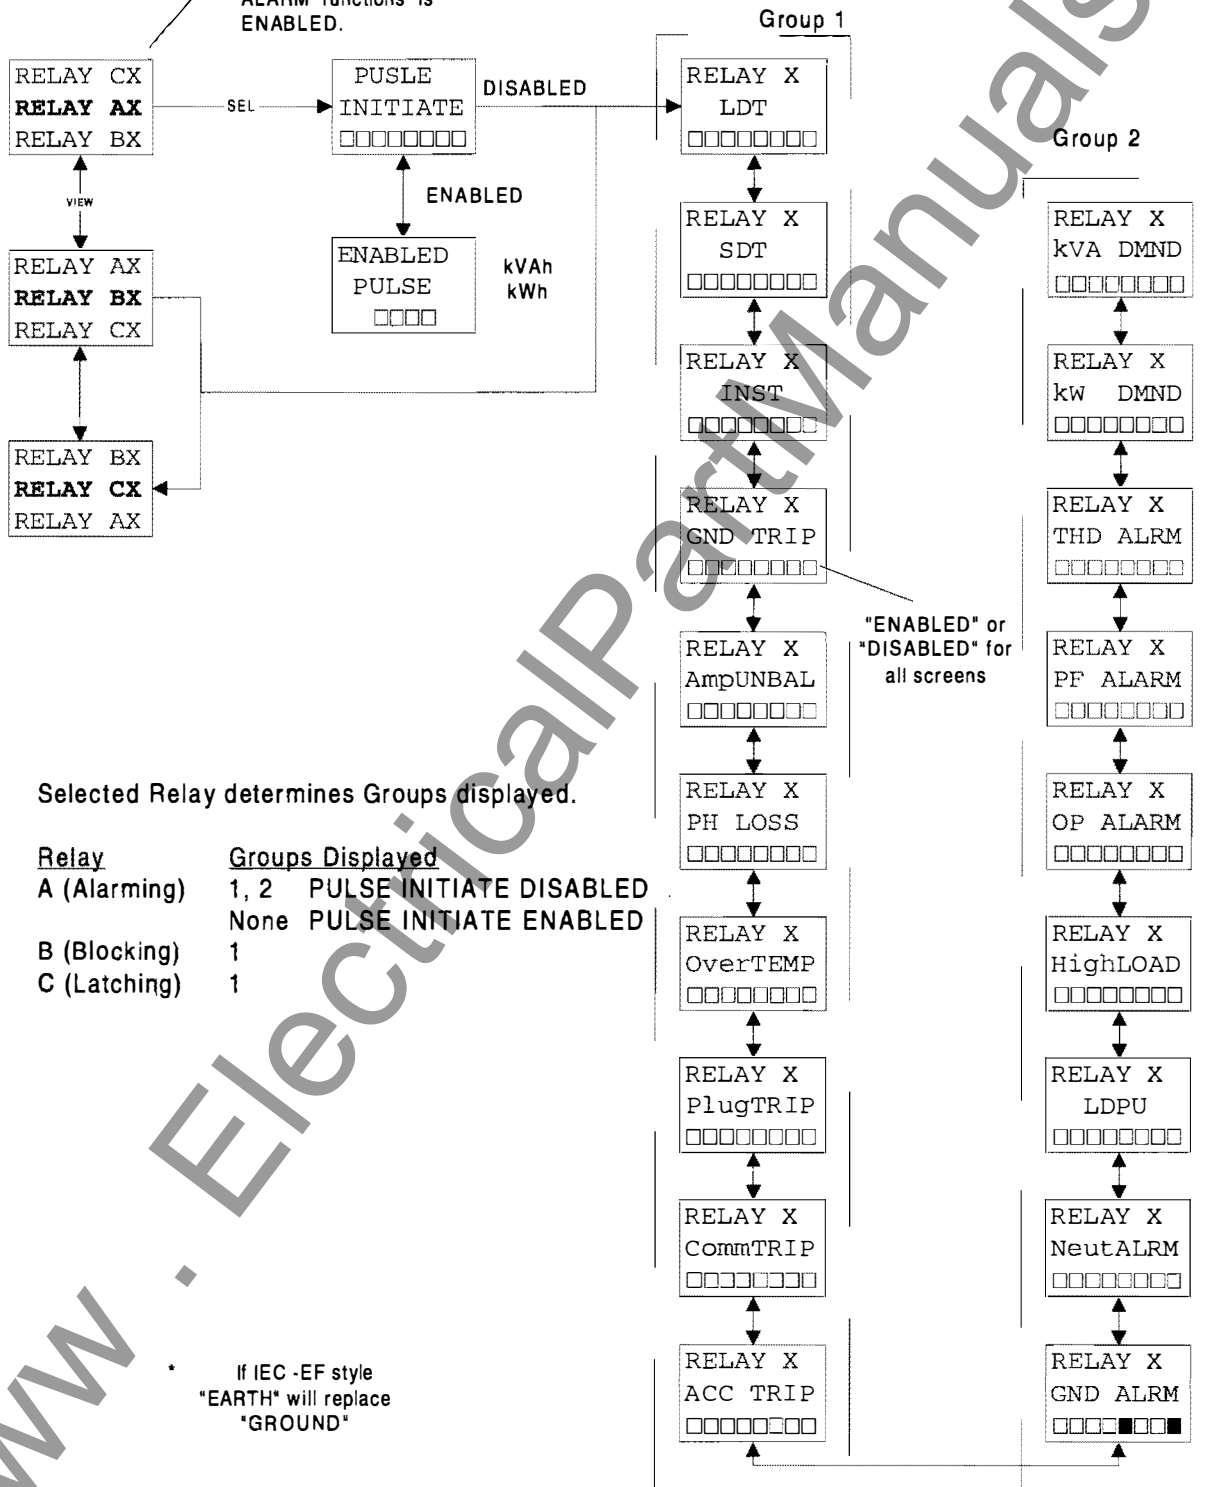 ALARM functions is
ENABLED.
RELAY CX
RELAY AX
RELAY BX
SEL
VIEW
RELAY AX
RELAY BX
RELAY CX
RELAY BX
RELAY CX
RELAY AX
PUSLE
INITIATE
DISABLED
ENABLED
ENABLED
PULSE
kVAh
kWh
Group 1
RELAY X
LDT
RELAY X
SDT
RELAY X
INST
RELAY X
GND TRIP
"ENABLED" or
"DISABLED" for
all screens
RELAY X
AmpUNBAL
RELAY X
PH LOSS
RELAY X
OverTEMP
RELAY X
PlugTRIP
RELAY X
CommTRIP
RELAY X
ACC TRIP
Group 2
RELAY X
kVA DMND
RELAY X
kW DMND
RELAY X
THD ALRM
RELAY X
PF ALARM
RELAY X
OP ALARM
RELAY X
HighLOAD
RELAY X
LDPU
RELAY X
NeutALRM
RELAY X
GND ALRM
Selected Relay determines Groups displayed.
Relay Groups Displayed
A (Alarming) 1, 2 PULSE INITIATE DISABLED
None PULSE INITIATE ENABLED
B (Blocking) 1
C (Latching) 1
* If IEC -EF style
"EARTH" will replace
"GROUND"
ww . ElectricalPartManuals